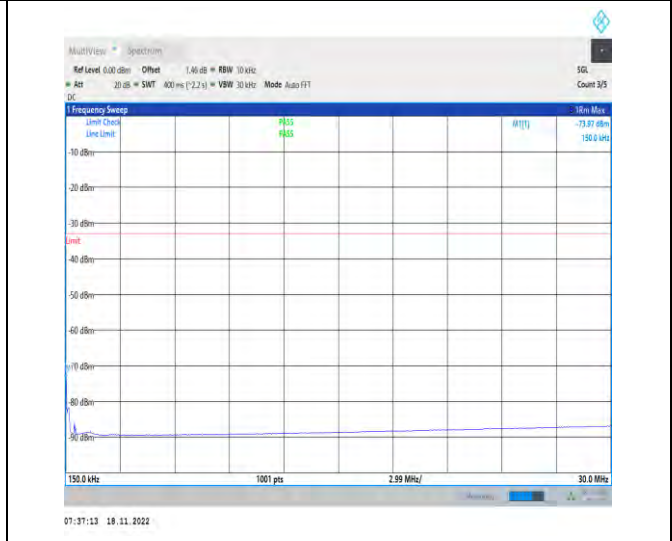 MultiView Spectrum
Ref Level 0.00 dBm Offset 1.46 dB RBW 10 kHz SGL
Att 20 dB SWT 400 ms (~2.2 s) VBW 30 kHz Mode Auto FFT Count 3/5
DC
1 Frequency Sweep 1Rm Max
Limit Check PASS M1[1] -73.97 dBm
Line Limit PASS 150.0 kHz
-10 dBm
-20 dBm
-30 dBm
Limit
-40 dBm
-50 dBm
-60 dBm
-70 dBm
-80 dBm
-90 dBm
150.0 kHz 1001 pts 2.99 MHz/ 30.0 MHz
07:37:13 18.11.2022